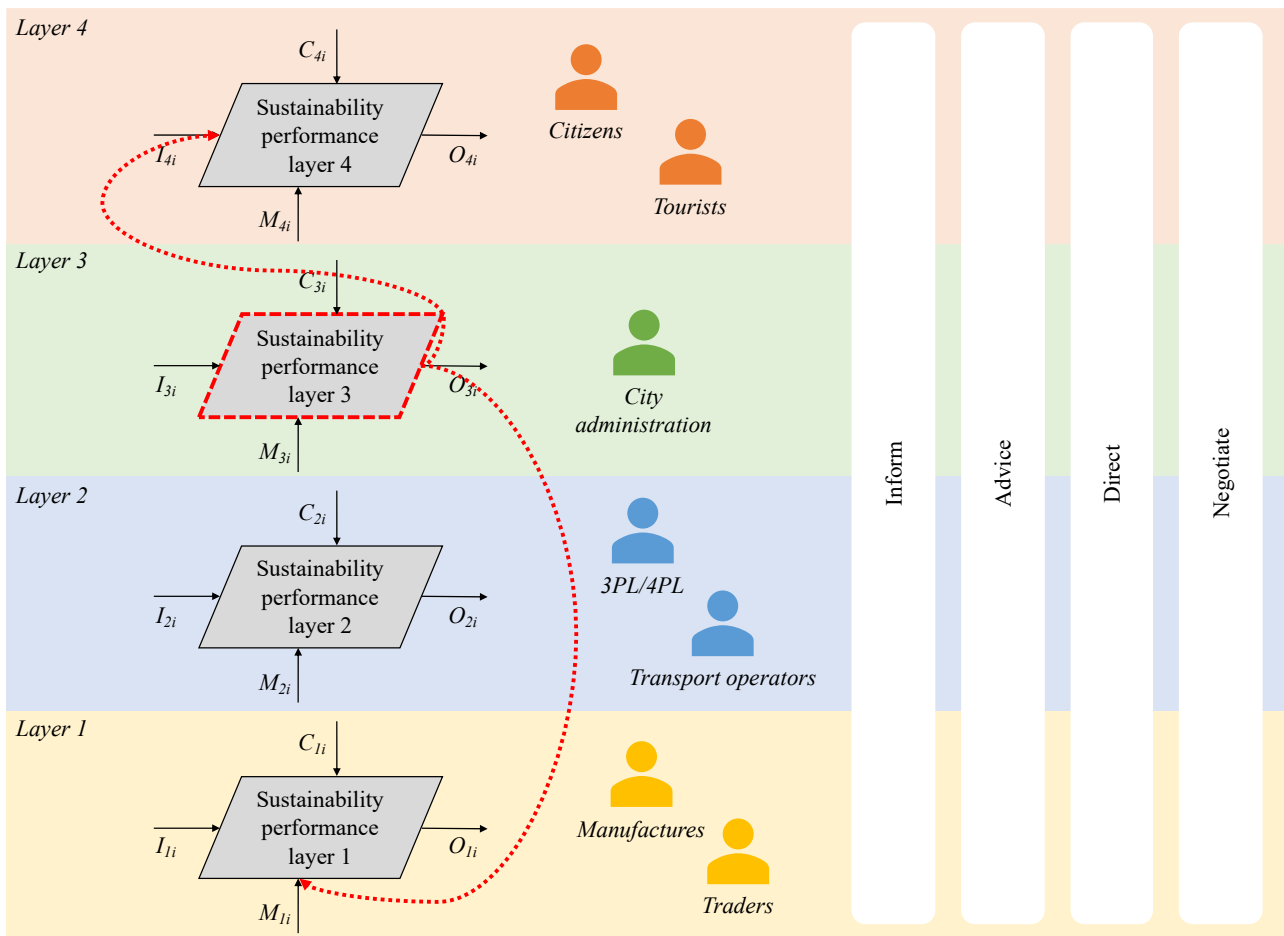 Layer 4
C4i
Sustainability
performance
layer 4
I4i
O4i
M4i
Citizens
Tourists
Layer 3
C3i
Sustainability
performance
layer 3
I3i
O3i
M3i
City
administration
Layer 2
C2i
Sustainability
performance
layer 2
I2i
O2i
M2i
3PL/4PL
Transport operators
Layer 1
C1i
Sustainability
performance
layer 1
I1i
O1i
M1i
Manufactures
Traders
Inform
Advice
Direct
Negotiate